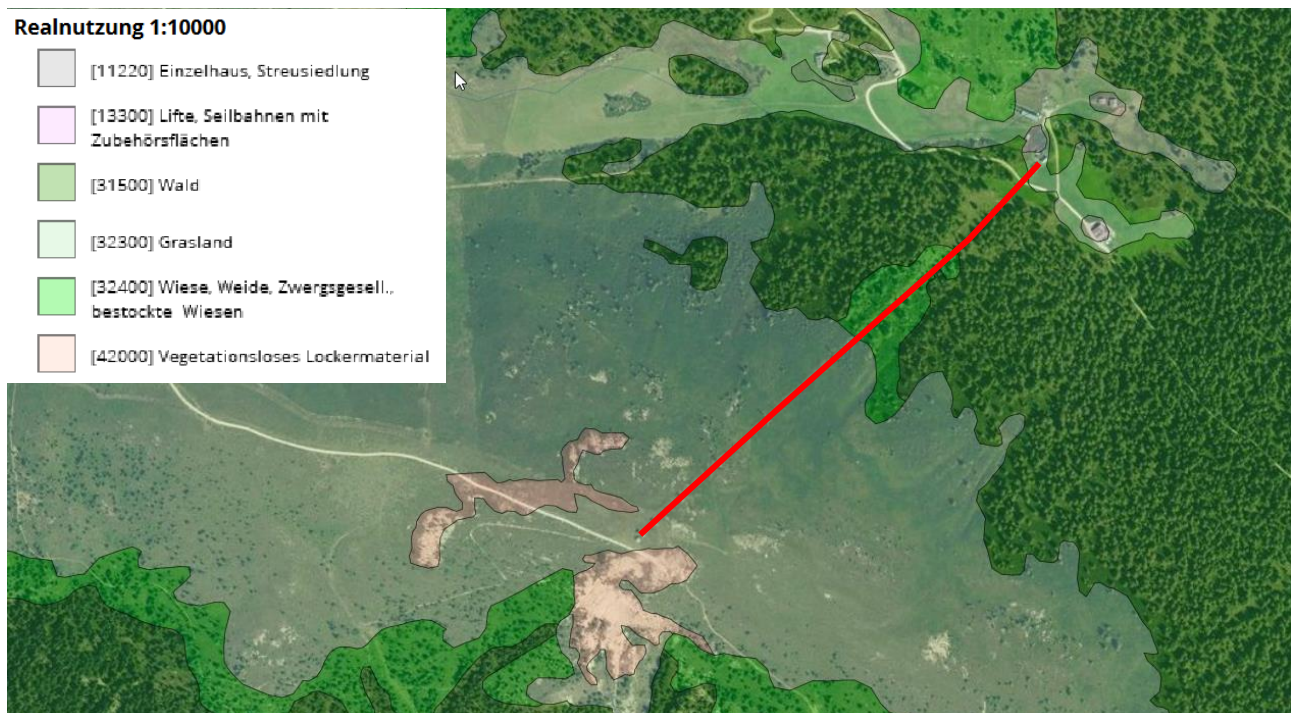 Realnutzung 1:10000
[11220] Einzelhaus, Streusiedlung
[13300] Lifte, Seilbahnen mit
Zubehörsflächen
[31500] Wald
[32300] Grasland
[32400] Wiese, Weide, Zwergsgesell.,
bestockte Wiesen
[42000] Vegetationsloses Lockermaterial